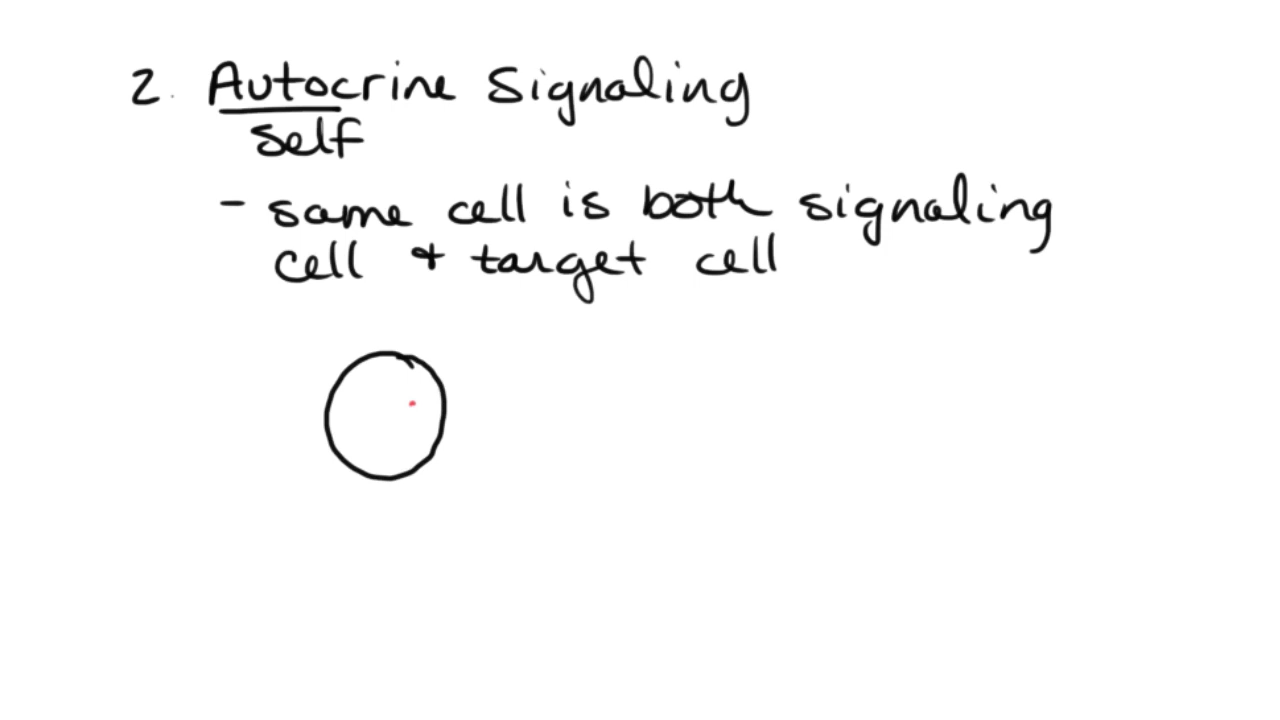 2. Autocrine Signaling
self
- same cell is both signaling
cell + target cell